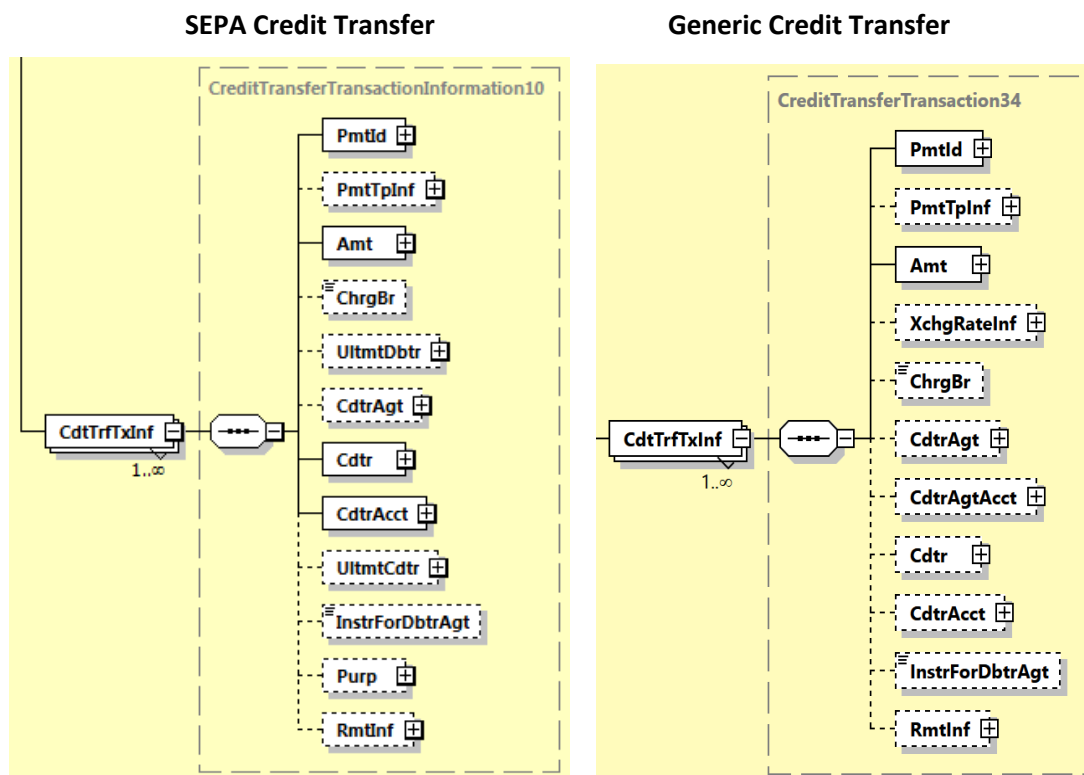 SEPA Credit Transfer
CreditTransferTransactionInformation10
PmtId
PmtTpInf
Amt
ChrgBr
UltmtDbtr
CdtrAgt
CdtTrfTxInf
1..∞
Cdtr
CdtrAcct
UltmtCdtr
InstrForDbtrAgt
Purp
RmtInf
Generic Credit Transfer
CreditTransferTransaction34
PmtId
PmtTpInf
Amt
XchgRateInf
ChrgBr
CdtTrfTxInf
1..∞
CdtrAgt
CdtrAgtAcct
Cdtr
CdtrAcct
InstrForDbtrAgt
RmtInf